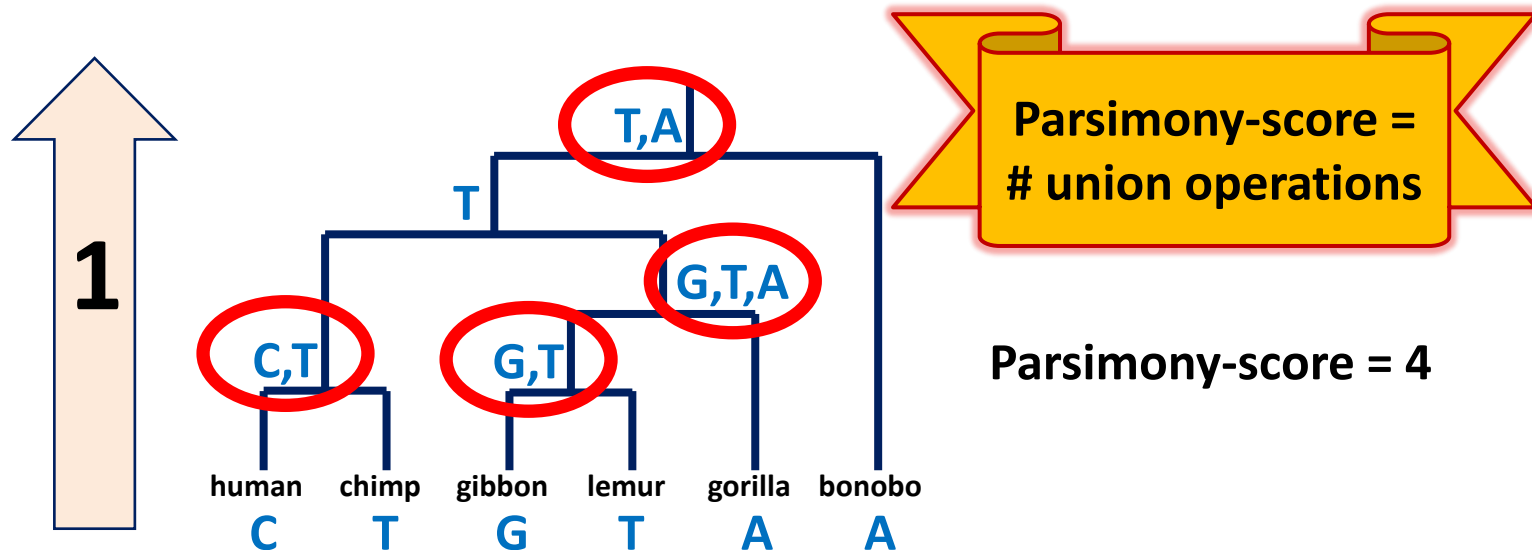 Parsimony-score =
# union operations
T,A
T
1
G,T,A
C,T
G,T
Parsimony-score = 4
human chimp gibbon lemur gorilla bonobo
C T G T A A